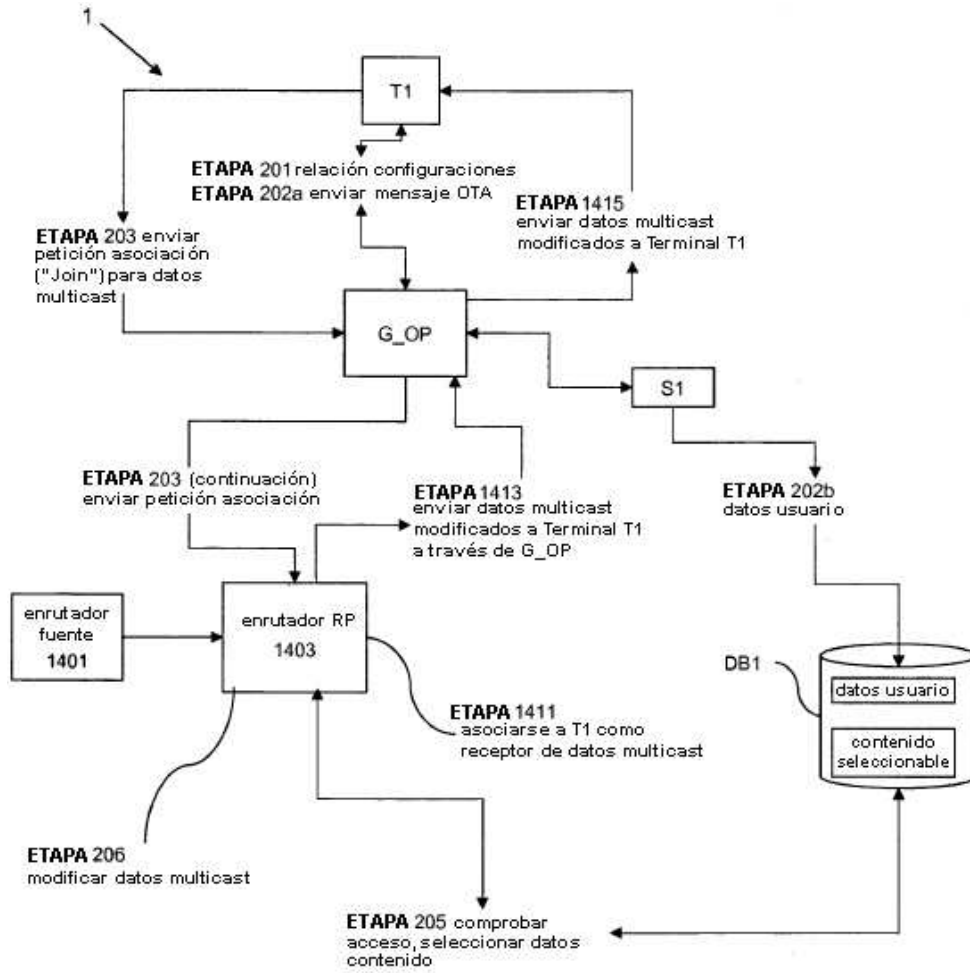 1
T1
ETAPA 201 relación configuraciones
ETAPA 202a enviar mensaje OTA
ETAPA 1415
enviar datos multicast
modificados a Terminal T1
ETAPA 203 enviar
petición asociación
("Join") para datos
multicast
G_OP
S1
ETAPA 203 (continuación)
enviar petición asociación
ETAPA 1413
enviar datos multicast
modificados a Terminal T1
a través de G_OP
ETAPA 202b
datos usuario
enrutador
fuente
1401
enrutador RP
1403
DB1
datos usuario
contenido
seleccionable
ETAPA 1411
asociarse a T1 como
receptor de datos multicast
ETAPA 206
modificar datos multicast
ETAPA 205 comprobar
acceso, seleccionar datos
contenido